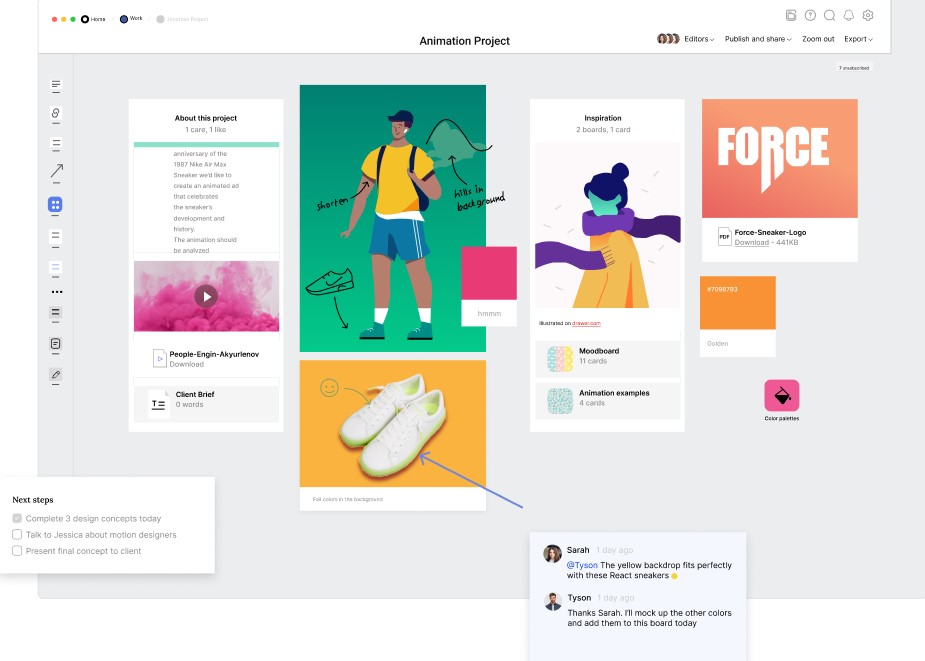 Home
Work
Jonathan Project
Animation Project
Editors
Publish and share
Zoom out
Export
7 unsubscribed
About this project
1 care, 1 like
anniversary of the
1987 Nike Air Max
Sneaker we'd like to
create an animated ad
that celebrates
the sneaker's
development and
history.
The animation should
be analyzed
People-Engin-Akyurlenov
Download
T
Client Brief
0 words
shorten
hills in
background
hmmm
Foil colors in the background
Inspiration
2 boards, 1 card
Illustrated on drawer.com
Moodboard
11 cards
Animation examples
4 cards
FORCE
PDF
Force-Sneaker-Logo
Download - 441KB
#7098793
Golden
Color palettes
Next steps
Complete 3 design concepts today
Talk to Jessica about motion designers
Present final concept to client
Sarah 1 day ago
@Tyson The yellow backdrop fits perfectly
with these React sneakers
Tyson 1 day ago
Thanks Sarah. I'll mock up the other colors
and add them to this board today